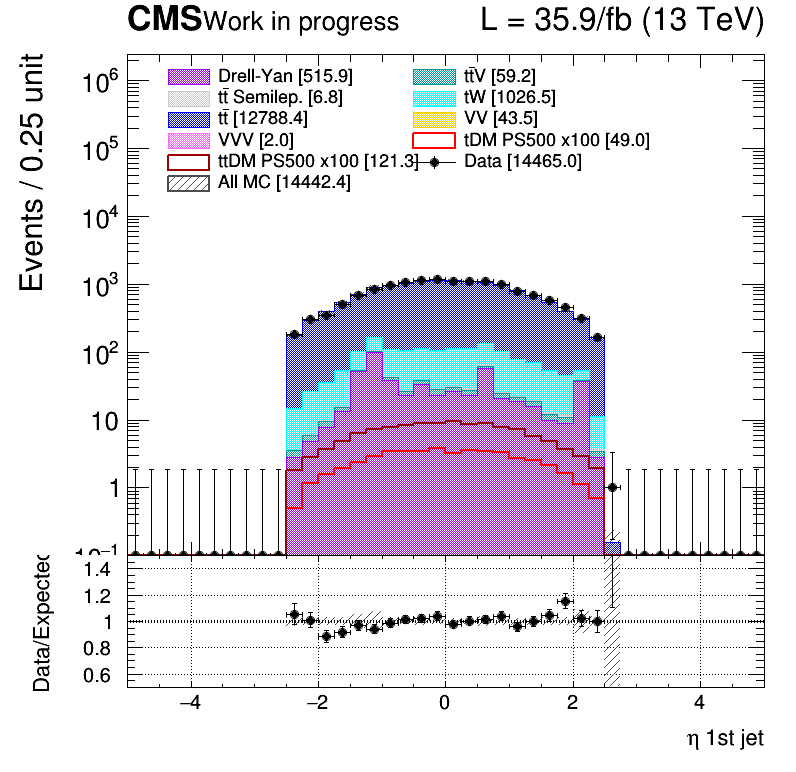 CMS Work in progress L = 35.9/fb (13 TeV)
Events / 0.25 unit
Drell-Yan [515.9] tt̄V [59.2]
tt̄ Semilep. [6.8] tW [1026.5]
tt̄ [12788.4] VV [43.5]
VVV [2.0] tDM PS500 x100 [49.0]
ttDM PS500 x100 [121.3] Data [14465.0]
All MC [14442.4]
10⁶
10⁵
10⁴
10³
10²
10
1
10⁻¹
Data/Expected
1.4
1.2
1
0.8
0.6
−4 −2 0 2 4
η 1st jet